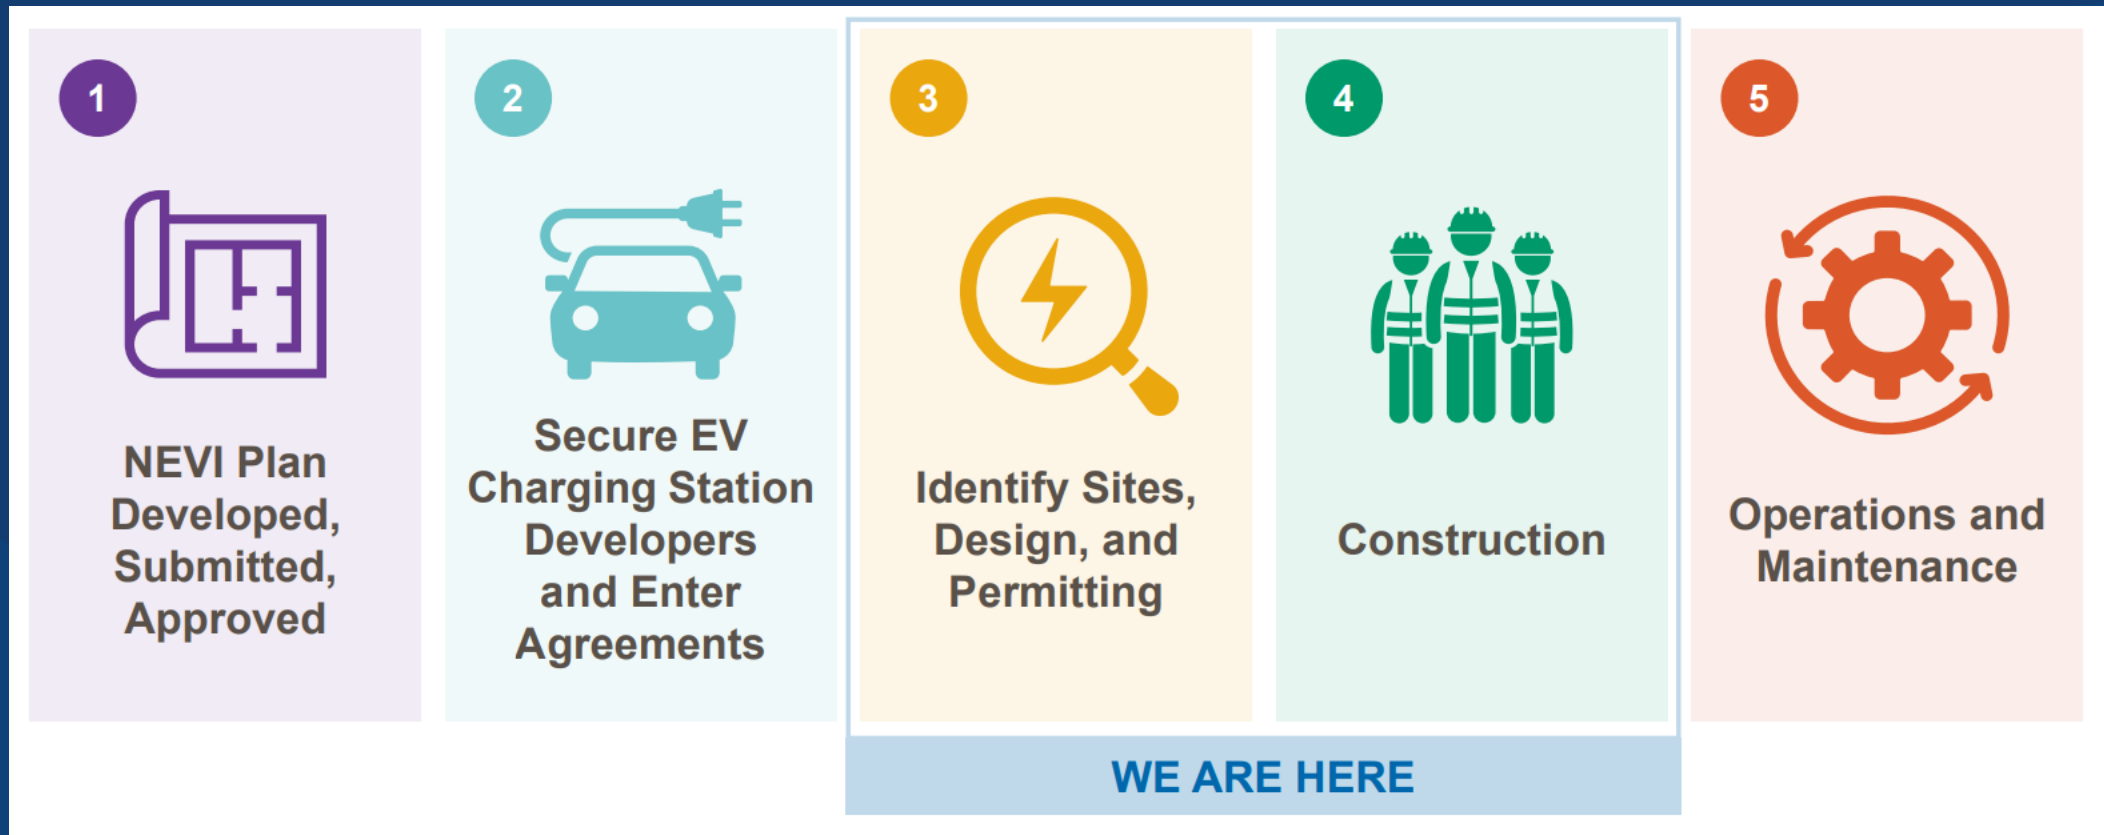 1
NEVI Plan
Developed,
Submitted,
Approved
2
Secure EV
Charging Station
Developers
and Enter
Agreements
3
Identify Sites,
Design, and
Permitting
4
Construction
5
Operations and
Maintenance
WE ARE HERE